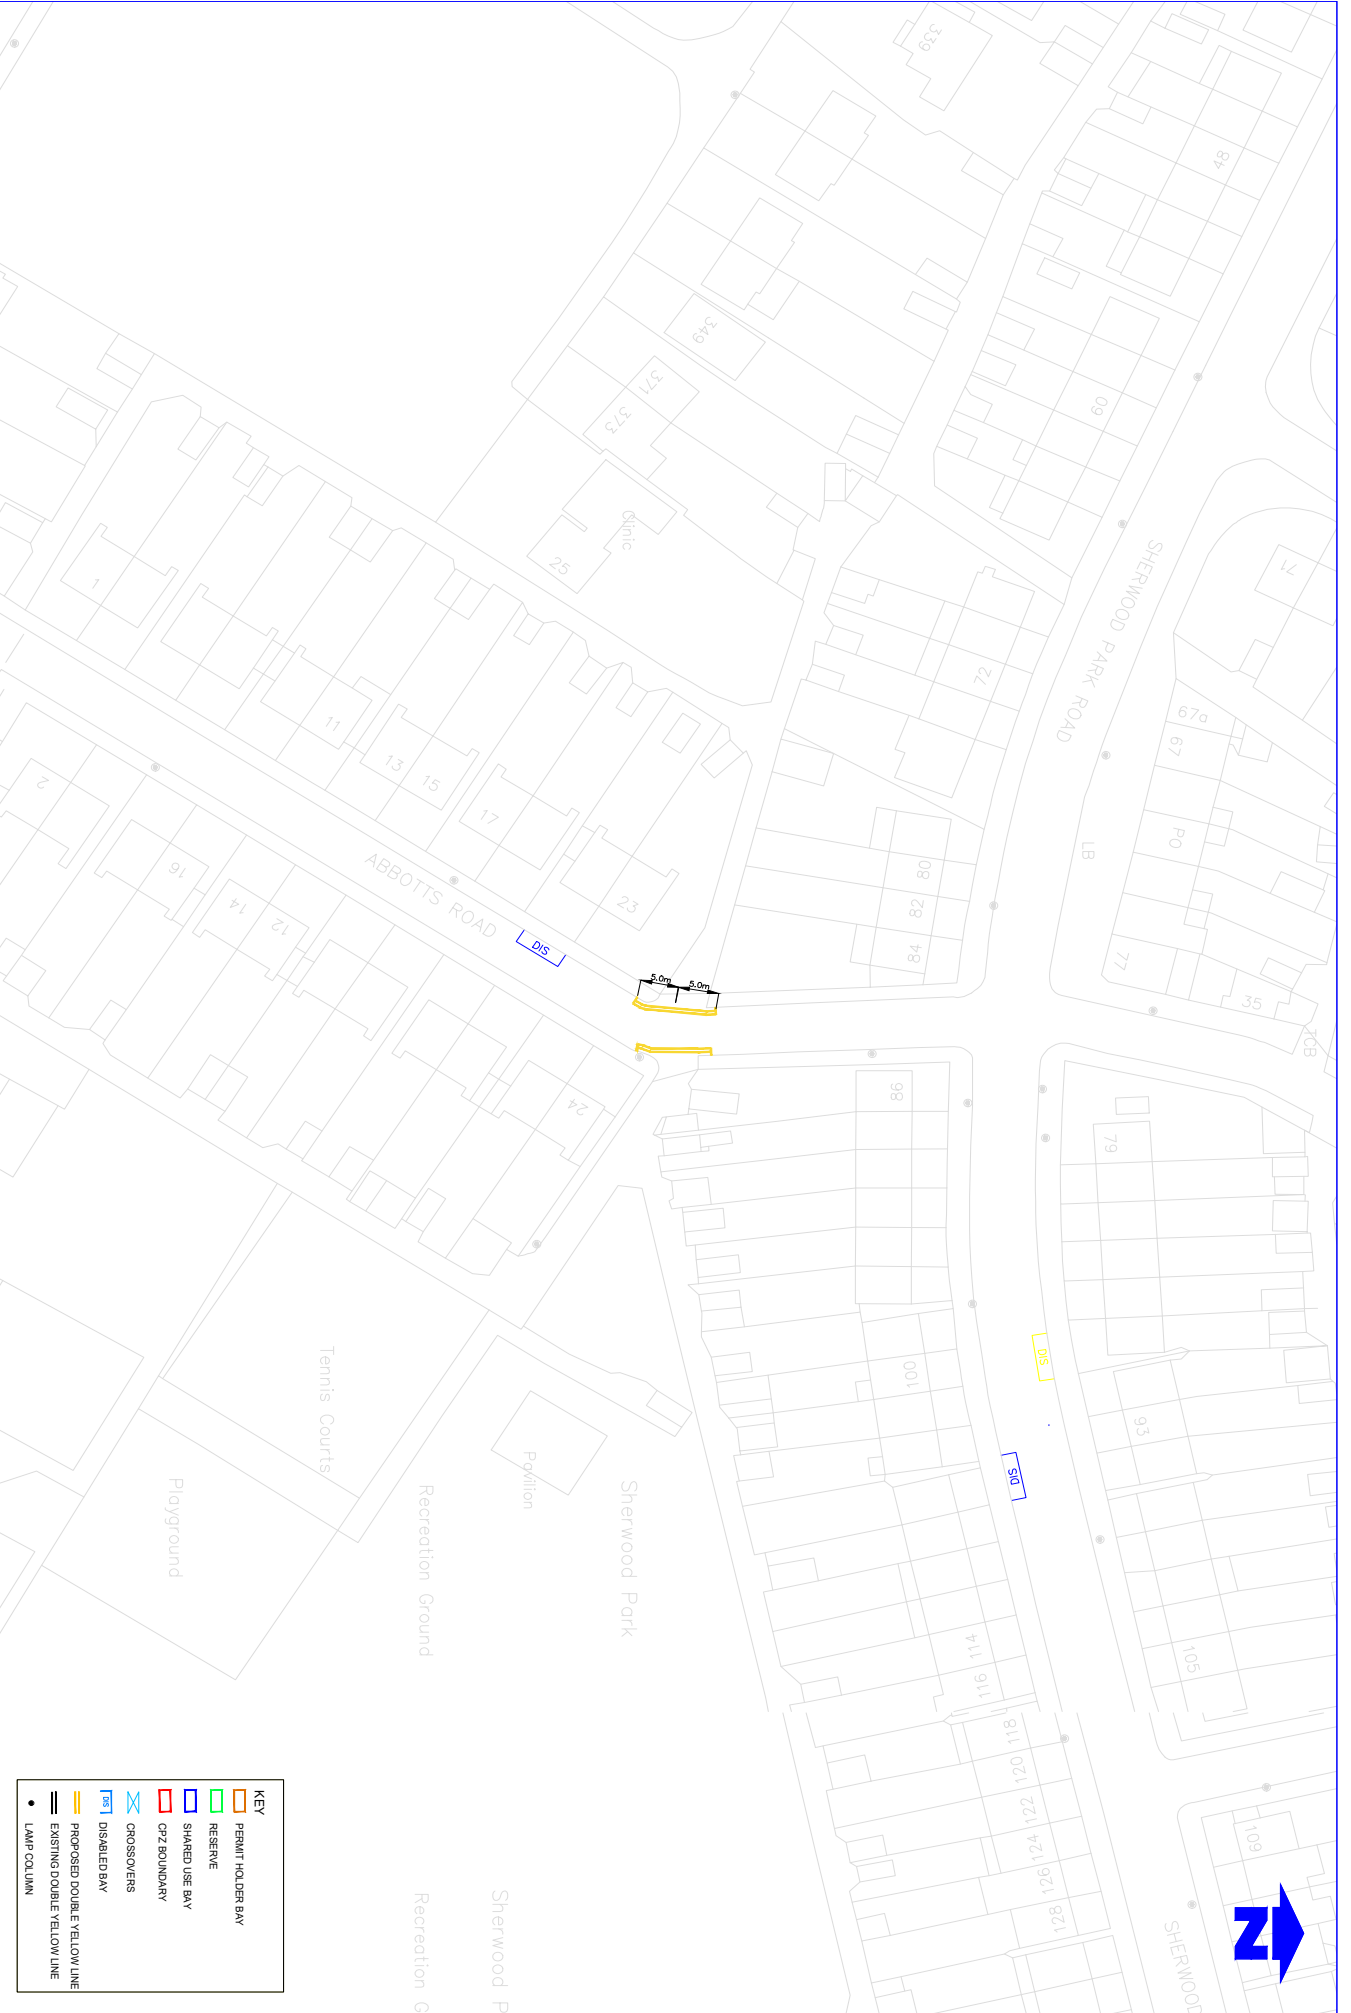 339
48
349
371
373
60
Clinic
25
SHERWOOD PARK ROAD
71
1
11
13
15
17
23
72
67a
67
PO
LB
80
82
84
77
35
TCB
2
16
14
12
24
ABBOTTS ROAD
DIS
5.0m
5.0m
86
79
DIS
100
93
DIS
Tennis Courts
Pavilion
Playground
Recreation Ground
Sherwood Park
114
116
105
118
120
122
124
126
128
109
SHERWOOD
Sherwood P
Recreation G
KEY
PERMIT HOLDER BAY
RESERVE
SHARED USE BAY
CPZ BOUNDARY
CROSSOVERS
DIS
DISABLED BAY
PROPOSED DOUBLE YELLOW LINE
EXISTING DOUBLE YELLOW LINE
LAMP COLUMN
N